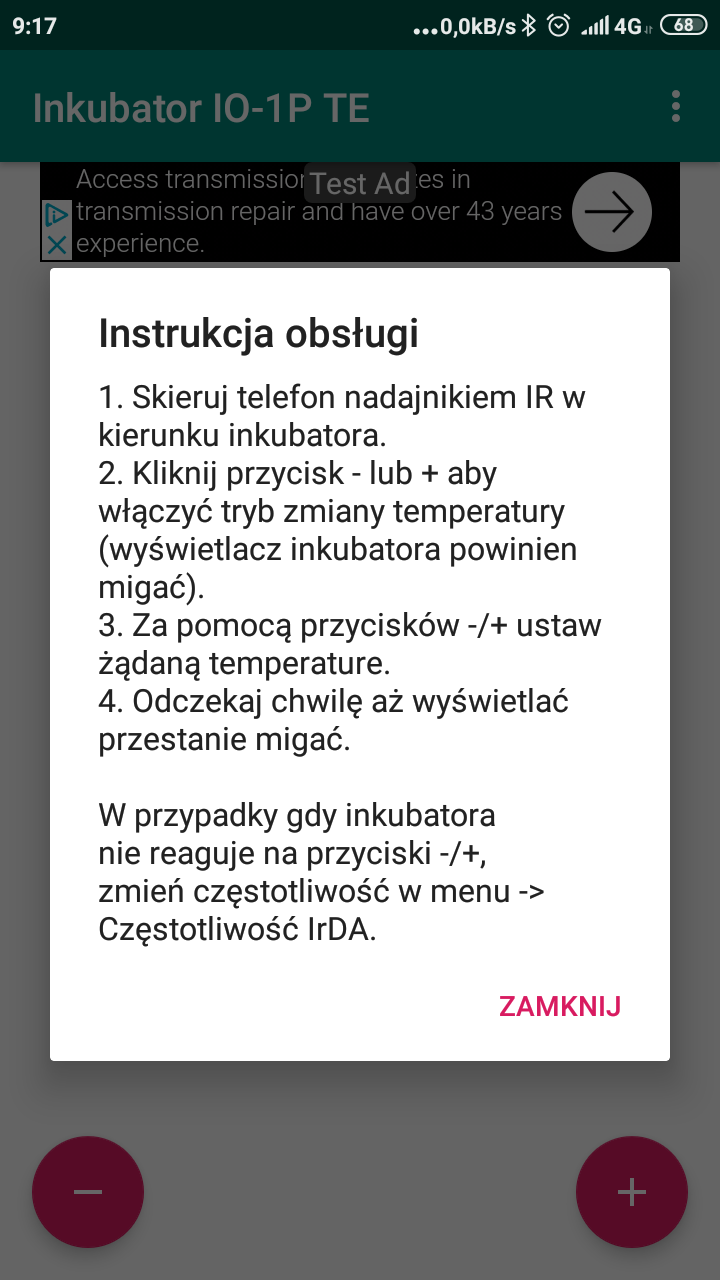 9:17
...0,0kB/s 4G 68
Inkubator IO-1P TE
Test Ad
Access transmission in
transmission repair and have over 43 years
experience.
Instrukcja obsługi
1. Skieruj telefon nadajnikiem IR w
kierunku inkubatora.
2. Kliknij przycisk - lub + aby
włączyć tryb zmiany temperatury
(wyświetlacz inkubatora powinien
migać).
3. Za pomocą przycisków -/+ ustaw
żądaną temperature.
4. Odczekaj chwilę aż wyświetlać
przestanie migać.
W przypadky gdy inkubatora
nie reaguje na przyciski -/+,
zmień częstotliwość w menu ->
Częstotliwość IrDA.
ZAMKNIJ